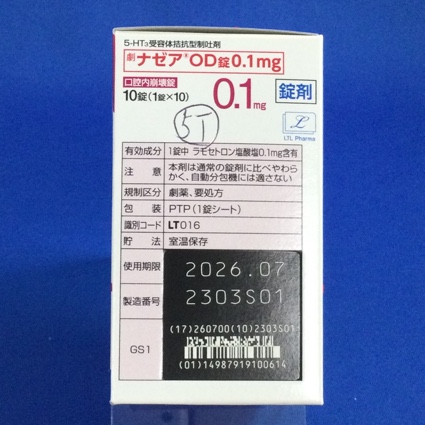 5-HT₃受容体拮抗型制吐剤
劇 ナゼア®OD錠0.1mg
口腔内崩壊錠
10錠(1錠×10)
0.1mg
錠剤
LTL Pharma
5T
有効成分 1錠中 ラモセトロン塩酸塩0.1mg含有
注意 本剤は通常の錠剤に比べやわら
かく、自動分包機には適さない
規制区分 劇薬、要処方
包装 PTP(1錠シート)
識別コード LT016
貯法 室温保存
使用期限 2026.07
製造番号 2303S01
GS1
(17)260700(10)2303S01
(01)14987919100614